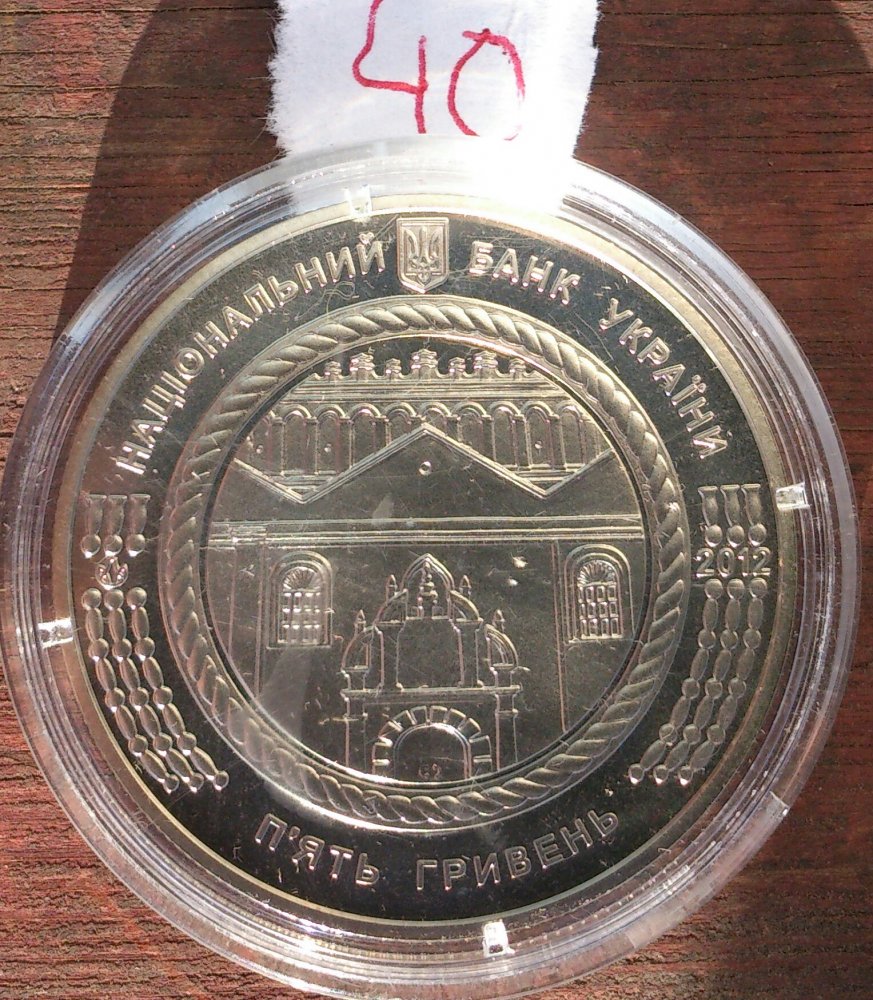 40
НАЦІОНАЛЬНИЙ БАНК УКРАЇНИ
2012
П'ЯТЬ ГРИВЕНЬ